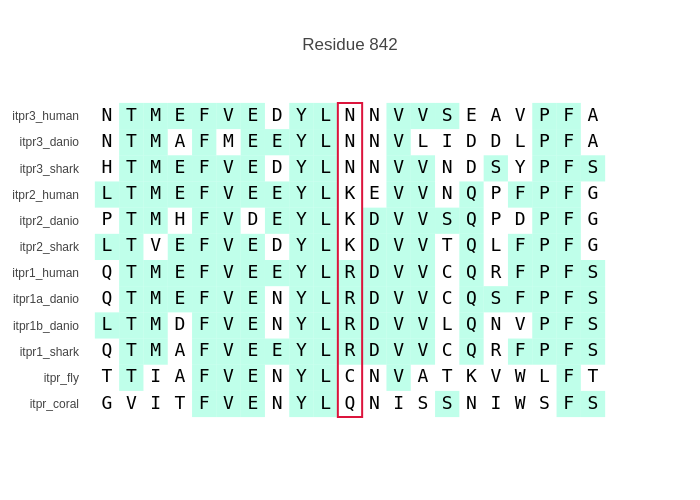 Residue 842
itpr3_human N T M E F V E D Y L N N V V S E A V P F A
itpr3_danio N T M A F M E E Y L N N V L I D D L P F A
itpr3_shark H T M E F V E D Y L N N V V N D S Y P F S
itpr2_human L T M E F V E E Y L K E V V N Q P F P F G
itpr2_danio P T M H F V D E Y L K D V V S Q P D P F G
itpr2_shark L T V E F V E D Y L K D V V T Q L F P F G
itpr1_human Q T M E F V E E Y L R D V V C Q R F P F S
itpr1a_danio Q T M E F V E N Y L R D V V C Q S F P F S
itpr1b_danio L T M D F V E N Y L R D V V L Q N V P F S
itpr1_shark Q T M A F V E E Y L R D V V C Q R F P F S
itpr_fly T T I A F V E N Y L C N V A T K V W L F T
itpr_coral G V I T F V E N Y L Q N I S S N I W S F S